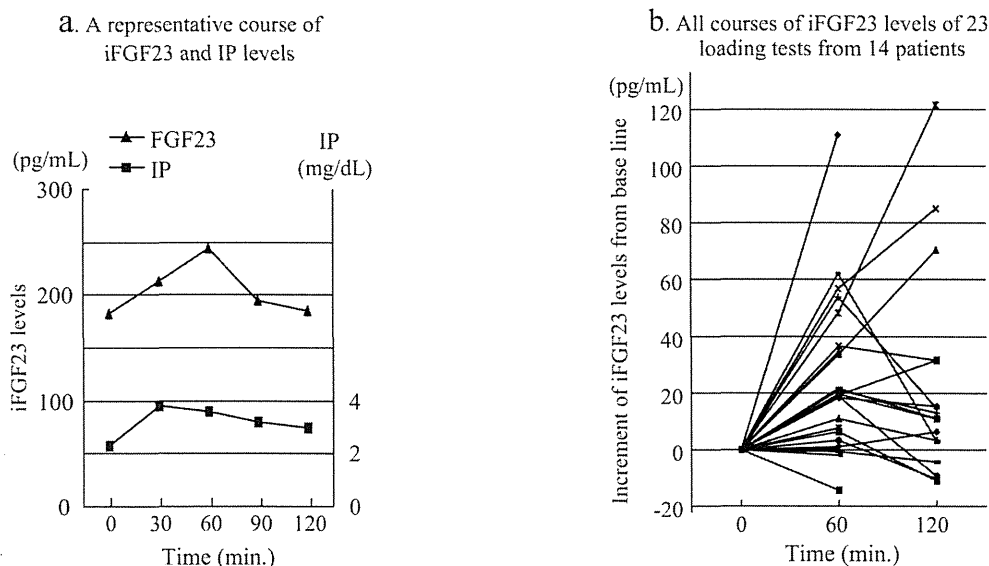 a. A representative course of
iFGF23 and IP levels
FGF23
IP
(pg/mL)
IP
(mg/dL)
300
200
100
0
4
2
0
iFGF23 levels
0 30 60 90 120
Time (min.)
b. All courses of iFGF23 levels of 23
loading tests from 14 patients
(pg/mL)
120
100
80
60
40
20
0
-20
Increment of iFGF23 levels from base line
0 60 120
Time (min.)